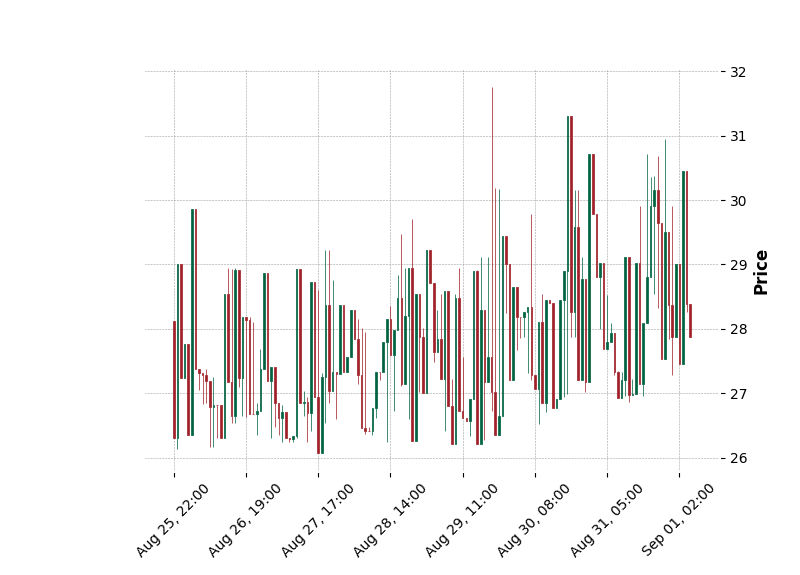 32
31
30
29
28
27
26
Price
Aug 25, 22:00
Aug 26, 19:00
Aug 27, 17:00
Aug 28, 14:00
Aug 29, 11:00
Aug 30, 08:00
Aug 31, 05:00
Sep 01, 02:00